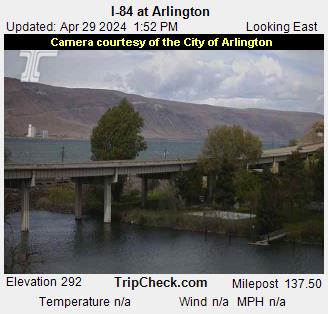 I-84 at Arlington
Updated: Apr 29 2024 1:52 PM Looking East
Camera courtesy of the City of Arlington
Elevation 292 TripCheck.com Milepost 137.50
Temperature n/a Wind n/a MPH n/a